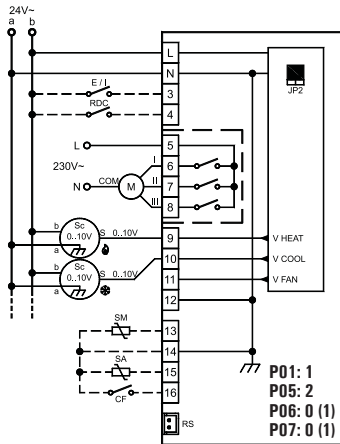 24V~
a b
L
N
JP2
E / I
3
RDC
4
L
5
230V~
I
6
COM
M
II
7
N
III
8
b
Sc
0..10V
S 0..10V
a
9
V HEAT
10
V COOL
b
Sc
0..10V
S 0..10V
a
11
V FAN
12
SM
13
14
SA
15
CF
16
P01: 1
P05: 2
P06: 0 (1)
P07: 0 (1)
RS